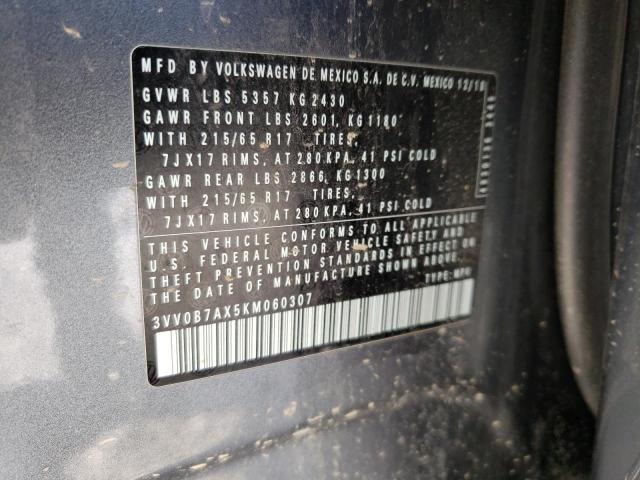 MFD BY VOLKSWAGEN DE MEXICO S.A. DE C.V. MEXICO 12/18
GVWR LBS 5357 KG 2430
GAWR FRONT LBS 2601, KG 1180
WITH 215/65 R17 TIRES,
7JX17 RIMS, AT 280 KPA, 41 PSI COLD
GAWR REAR LBS 2866, KG 1300
WITH 215/65 R17 TIRES,
7JX17 RIMS, AT 280 KPA, 41 PSI COLD
THIS VEHICLE CONFORMS TO ALL APPLICABLE
U.S. FEDERAL MOTOR VEHICLE SAFETY AND
THEFT PREVENTION STANDARDS IN EFFECT ON
THE DATE OF MANUFACTURE SHOWN ABOVE.
TYPE: MPV
3VV0B7AX5KM060307